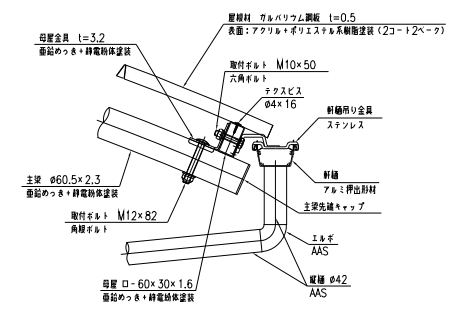 屋根材 ガルバリウム鋼板 t=0.5
表面：アクリル+ポリエステル系樹脂塗装（2コート2ベーク）
母屋金具 t=3.2
亜鉛めっき+静電粉体塗装
取付ボルト M10×50
六角ボルト
テクスビス
ø4×16
軒樋吊り金具
ステンレス
主梁 ø60.5×2.3
亜鉛めっき+静電粉体塗装
軒樋
アルミ押出形材
主梁先端キャップ
取付ボルト M12×82
角根ボルト
エルボ
AAS
母屋 ロ-60×30×1.6
亜鉛めっき+静電粉体塗装
縦樋 ø42
AAS